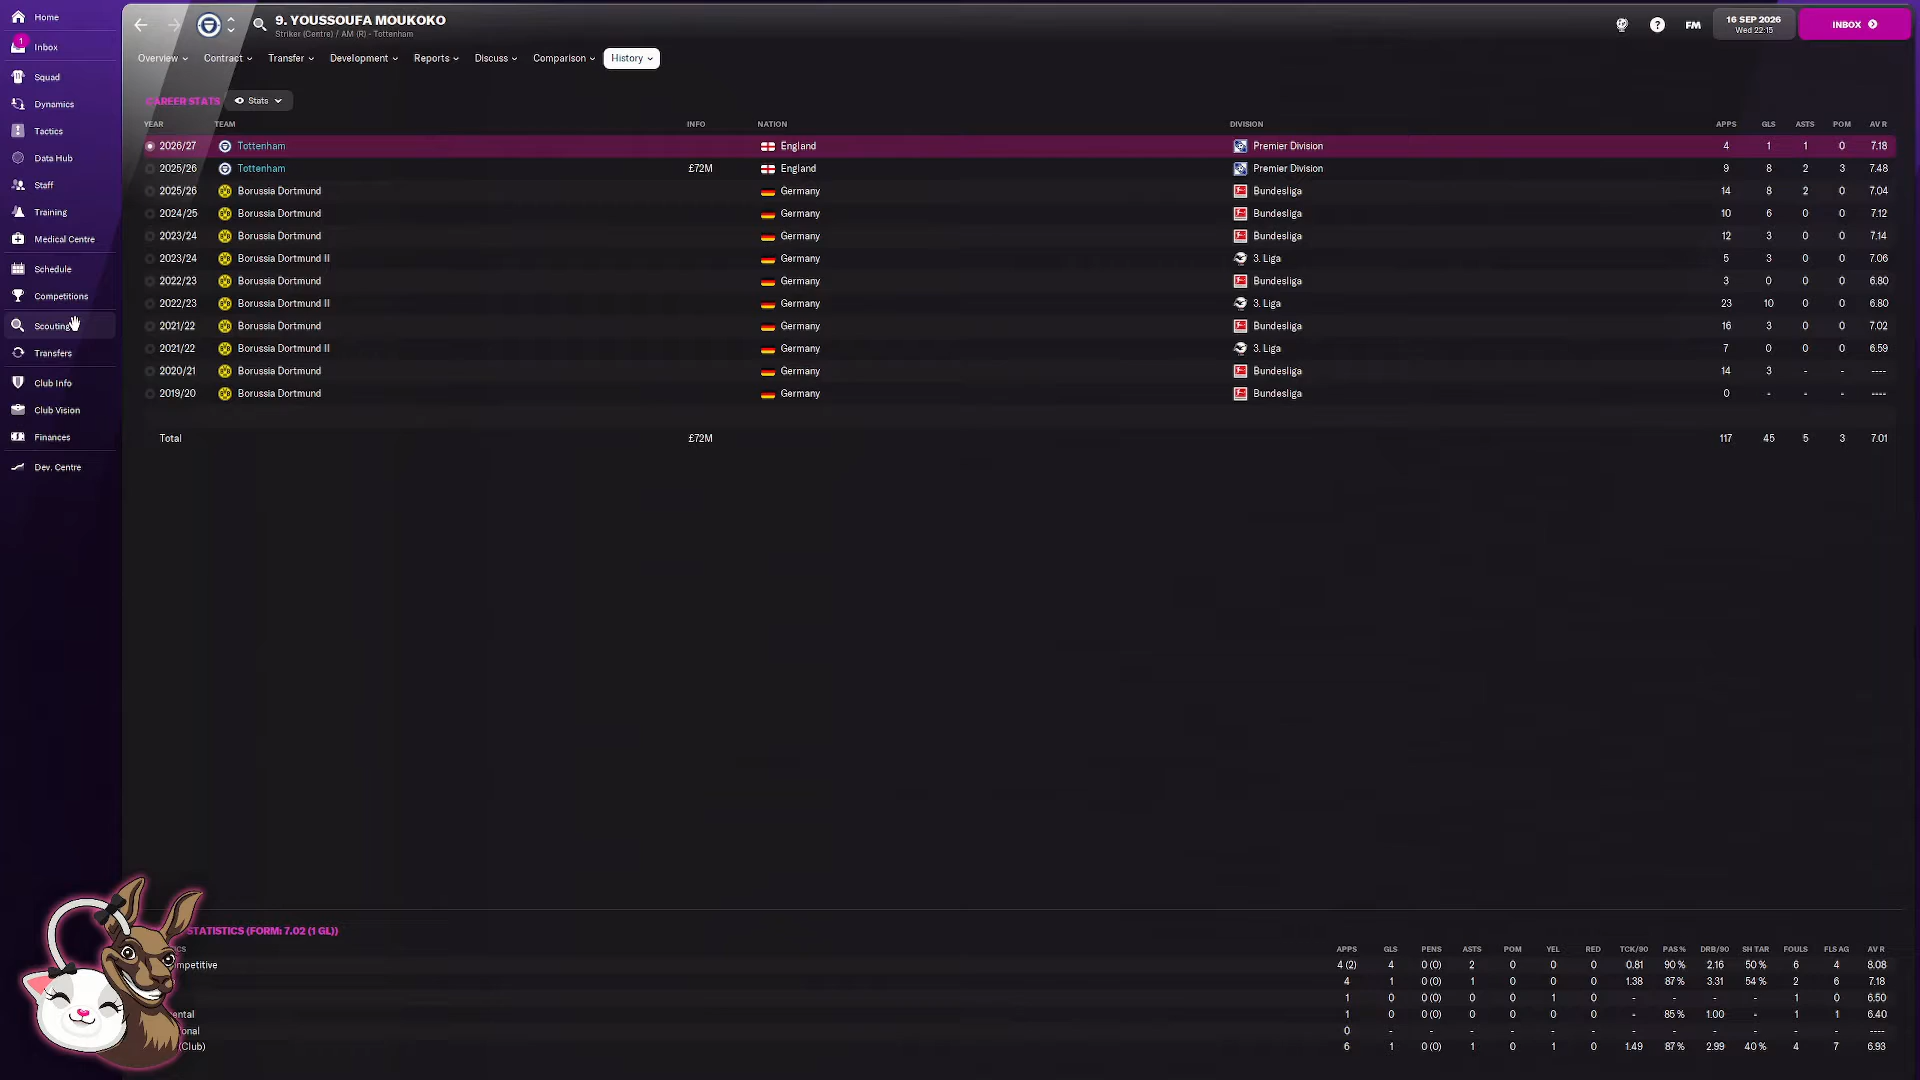 Home
9. YOUSSOUFA MOUKOKO
Striker (Centre) / AM (R) - Tottenham
FM
16 SEP 2026
Wed 22:15
INBOX
1
Inbox
Overview
Contract
Transfer
Development
Reports
Discuss
Comparison
History
Squad
Dynamics
Tactics
Data Hub
Staff
Training
Medical Centre
Schedule
Competitions
Scouting
Transfers
Club Info
Club Vision
Finances
Dev. Centre
CAREER STATS Stats
YEAR TEAM INFO NATION DIVISION APPS GLS ASTS POM AV R
2026/27 Tottenham England Premier Division 4 1 1 0 7.18
2025/26 Tottenham £72M England Premier Division 9 8 2 3 7.48
2025/26 Borussia Dortmund Germany Bundesliga 14 8 2 0 7.04
2024/25 Borussia Dortmund Germany Bundesliga 10 6 0 0 7.12
2023/24 Borussia Dortmund Germany Bundesliga 12 3 0 0 7.14
2023/24 Borussia Dortmund II Germany 3. Liga 5 3 0 0 7.06
2022/23 Borussia Dortmund Germany Bundesliga 3 0 0 0 6.80
2022/23 Borussia Dortmund II Germany 3. Liga 23 10 0 0 6.80
2021/22 Borussia Dortmund Germany Bundesliga 16 3 0 0 7.02
2021/22 Borussia Dortmund II Germany 3. Liga 7 0 0 0 6.59
2020/21 Borussia Dortmund Germany Bundesliga 14 3 - - ----
2019/20 Borussia Dortmund Germany Bundesliga 0 - - - ----
Total £72M 117 45 5 3 7.01
STATISTICS (FORM: 7.02 (1 GL))
APPS GLS PENS ASTS POM YEL RED TCK/90 PAS % DRB/90 SH TAR FOULS FLS AG AV R
4 (2) 4 0 (0) 2 0 0 0 0.81 90 % 2.16 50 % 6 4 8.08
4 1 0 (0) 1 0 0 0 1.38 87 % 3.31 54 % 2 6 7.18
1 0 0 (0) 0 0 1 0 - - - - 1 0 6.50
1 0 0 (0) 0 0 0 0 - 85 % 1.00 - 1 1 6.40
0 - - - - - - - - - - - - ----
(Club) 6 1 0 (0) 1 0 1 0 1.49 87 % 2.99 40 % 4 7 6.93